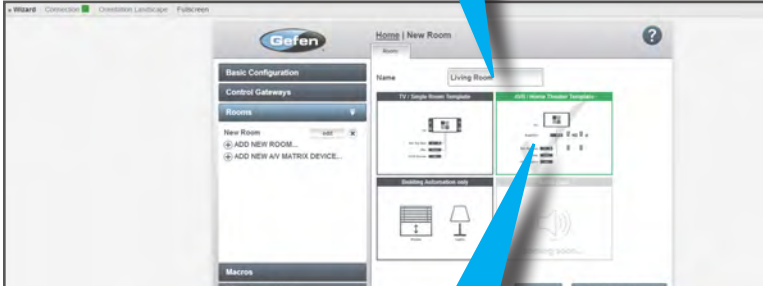 Wizard Connection Orientation Landscape Fullscreen
Gefen
Home | New Room
?
Room
Basic Configuration
Control Gateways
Rooms
New Room edit x
ADD NEW ROOM...
ADD NEW A/V MATRIX DEVICE...
Macros
Name Living Room
TV / Single Room Template
AVR / Home Theater Template
Building Automation only
coming soon...